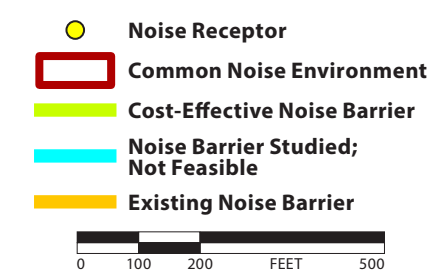 Noise Receptor
Common Noise Environment
Cost-Effective Noise Barrier
Noise Barrier Studied;
Not Feasible
Existing Noise Barrier
0 100 200 FEET 500